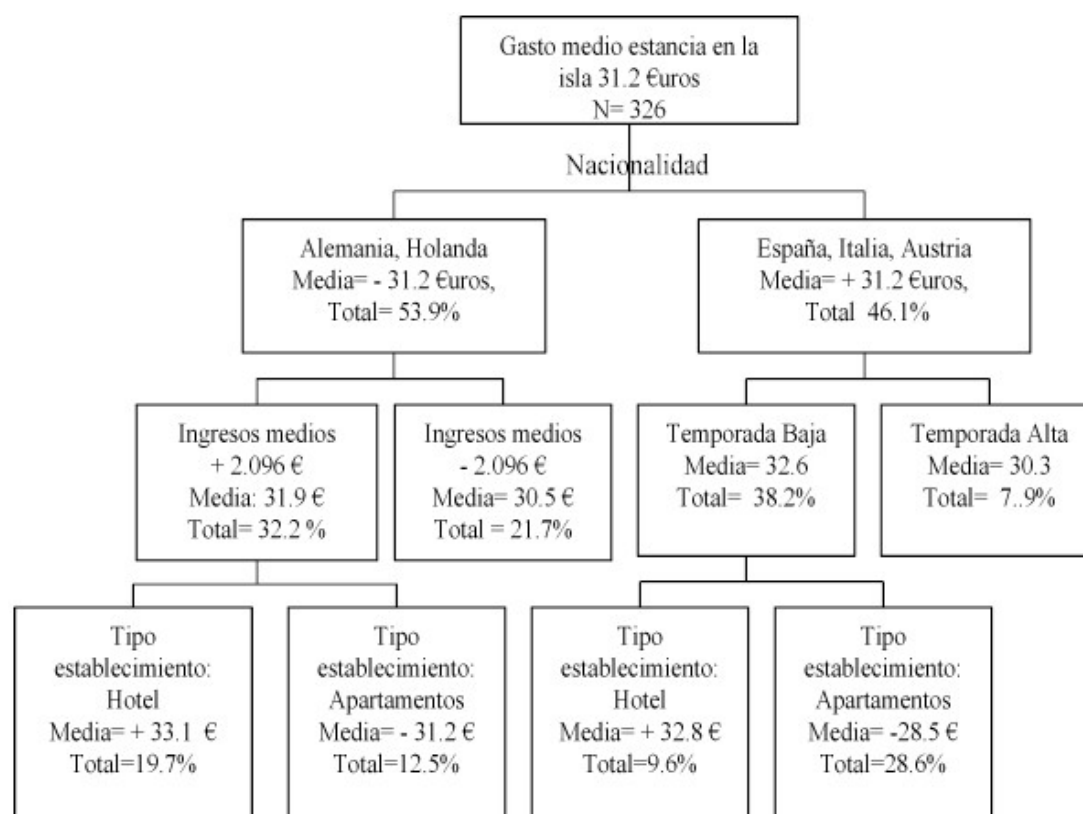 Gasto medio estancia en la
isla 31.2 €uros
N= 326
Nacionalidad
Alemania, Holanda
Media= - 31.2 €uros,
Total= 53.9%
España, Italia, Austria
Media= + 31.2 €uros,
Total 46.1%
Ingresos medios
+ 2.096 €
Media: 31.9 €
Total= 32.2 %
Ingresos medios
- 2.096 €
Media= 30.5 €
Total = 21.7%
Temporada Baja
Media= 32.6
Total= 38.2%
Temporada Alta
Media= 30.3
Total= 7..9%
Tipo
establecimiento:
Hotel
Media= + 33.1 €
Total=19.7%
Tipo
establecimiento:
Apartamentos
Media= - 31.2 €
Total=12.5%
Tipo
establecimiento:
Hotel
Media= + 32.8 €
Total=9.6%
Tipo
establecimiento:
Apartamentos
Media= -28.5 €
Total=28.6%